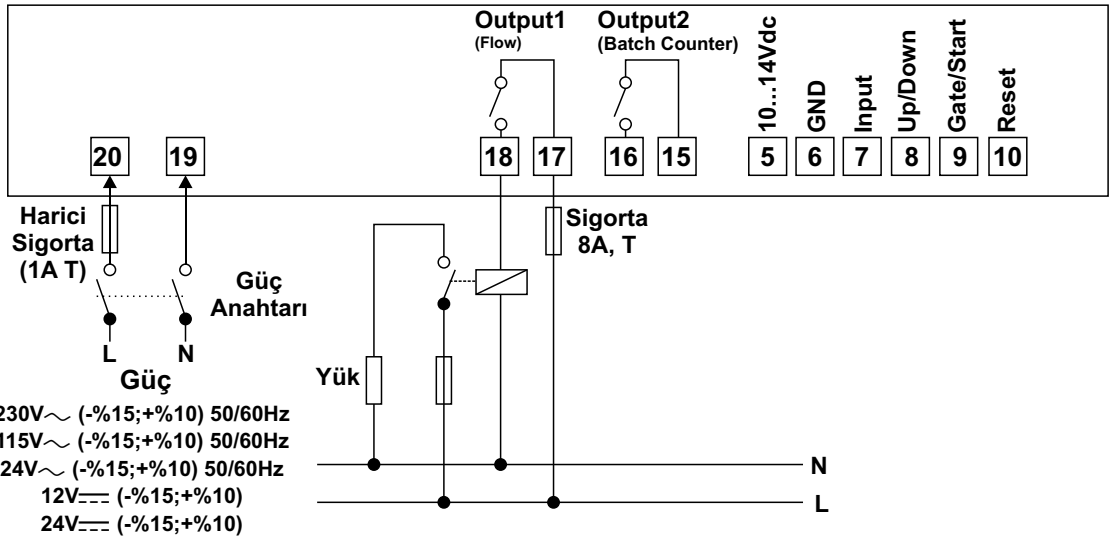 Output1
(Flow)
Output2
(Batch Counter)
10...14Vdc
GND
Input
Up/Down
Gate/Start
Reset
20
19
18
17
16
15
5
6
7
8
9
10
Harici
Sigorta
(1A T)
Güç
Anahtarı
Sigorta
8A, T
L
N
Güç
Yük
230V~ (-%15;+%10) 50/60Hz
115V~ (-%15;+%10) 50/60Hz
24V~ (-%15;+%10) 50/60Hz
12V⎓ (-%15;+%10)
24V⎓ (-%15;+%10)
N
L